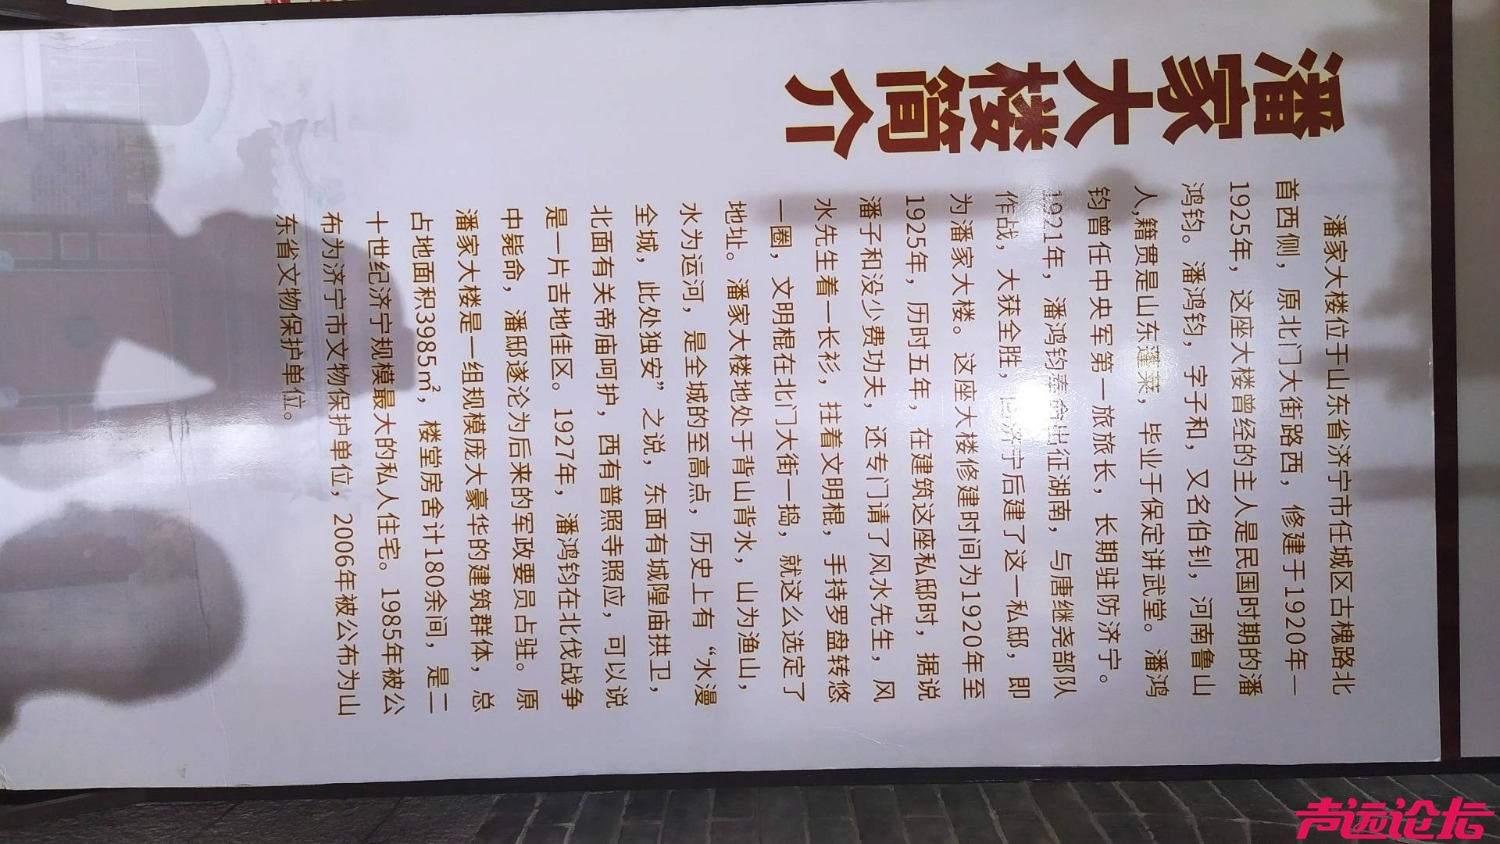 潘家大楼简介
潘家大楼位于山东省济宁市任城区古槐路北
首西侧，原北门大街路西，修建于1920年—
1925年，这座大楼曾经的主人是民国时期的潘
鸿钧。潘鸿钧，字子和，又名伯钊，河南鲁山
人,籍贯是山东蓬莱，毕业于保定讲武堂。潘鸿
钧曾任中央军第一旅旅长，长期驻防济宁。
1921年，潘鸿钧奉命出征湖南，与唐继尧部队
作战，大获全胜，回济宁后建了这一私邸，即
为潘家大楼。这座大楼修建时间为1920年至
1925年，历时五年，在建筑这座私邸时，据说
潘子和没少费功夫，还专门请了风水先生，风
水先生着一长衫，拄着文明棍，手持罗盘转悠
一圈，文明棍在北门大街一捣，就这么选定了
地址。潘家大楼地处于背山背水，山为渔山，
水为运河，是全城的至高点，历史上有“水漫
全城，此处独安”之说，东面有城隍庙拱卫，
北面有关帝庙呵护，西有普照寺照应，可以说
是一片吉地佳区。1927年，潘鸿钧在北伐战争
中毙命，潘邸遂沦为后来的军政要员占驻。原
潘家大楼是一组规模庞大豪华的建筑群体，总
占地面积3985㎡，楼堂房舍计180余间，是二
十世纪济宁规模最大的私人住宅。1985年被公
布为济宁市文物保护单位，2006年被公布为山
东省文物保护单位。
声远论坛